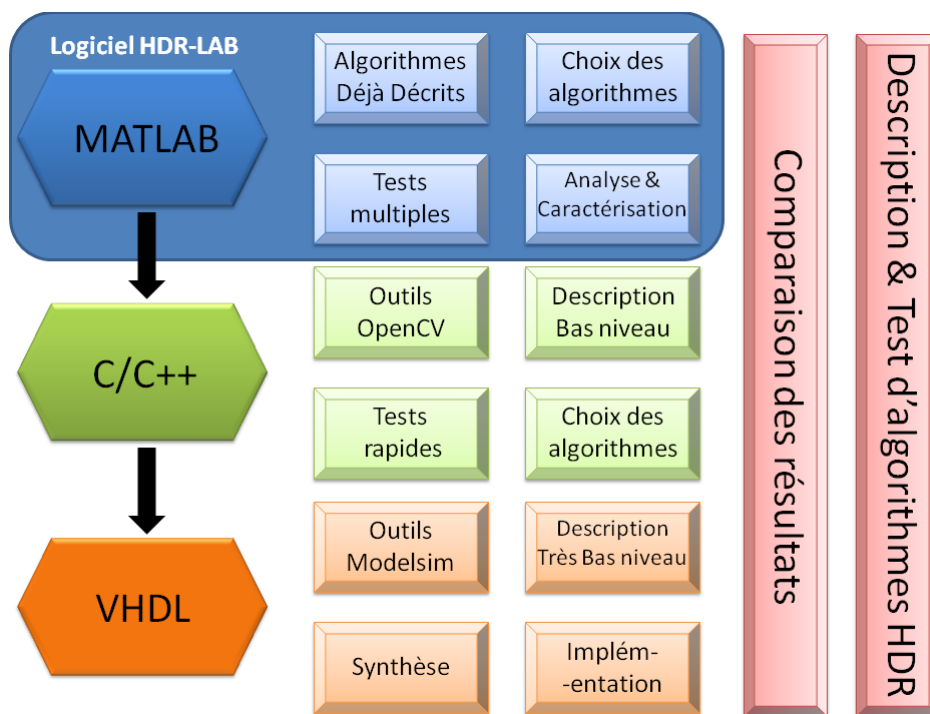 Logiciel HDR-LAB
MATLAB
Algorithmes
Déjà Décrits
Choix des
algorithmes
Tests
multiples
Analyse &
Caractérisation
C/C++
Outils
OpenCV
Description
Bas niveau
Tests
rapides
Choix des
algorithmes
VHDL
Outils
Modelsim
Description
Très Bas niveau
Synthèse
Implém-
-entation
Comparaison des résultats
Description & Test d'algorithmes HDR